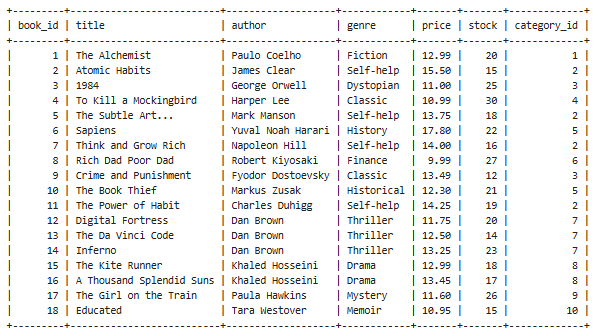 +---------+--------------------------+--------------------+------------+-------+-------+-------------+
| book_id | title | author | genre | price | stock | category_id |
+---------+--------------------------+--------------------+------------+-------+-------+-------------+
| 1 | The Alchemist | Paulo Coelho | Fiction | 12.99 | 20 | 1 |
| 2 | Atomic Habits | James Clear | Self-help | 15.50 | 15 | 2 |
| 3 | 1984 | George Orwell | Dystopian | 11.00 | 25 | 3 |
| 4 | To Kill a Mockingbird | Harper Lee | Classic | 10.99 | 30 | 4 |
| 5 | The Subtle Art... | Mark Manson | Self-help | 13.75 | 18 | 2 |
| 6 | Sapiens | Yuval Noah Harari | History | 17.80 | 22 | 5 |
| 7 | Think and Grow Rich | Napoleon Hill | Self-help | 14.00 | 16 | 2 |
| 8 | Rich Dad Poor Dad | Robert Kiyosaki | Finance | 9.99 | 27 | 6 |
| 9 | Crime and Punishment | Fyodor Dostoevsky | Classic | 13.49 | 12 | 3 |
| 10 | The Book Thief | Markus Zusak | Historical | 12.30 | 21 | 5 |
| 11 | The Power of Habit | Charles Duhigg | Self-help | 14.25 | 19 | 2 |
| 12 | Digital Fortress | Dan Brown | Thriller | 11.75 | 20 | 7 |
| 13 | The Da Vinci Code | Dan Brown | Thriller | 12.50 | 14 | 7 |
| 14 | Inferno | Dan Brown | Thriller | 13.25 | 23 | 7 |
| 15 | The Kite Runner | Khaled Hosseini | Drama | 12.99 | 18 | 8 |
| 16 | A Thousand Splendid Suns | Khaled Hosseini | Drama | 13.45 | 17 | 8 |
| 17 | The Girl on the Train | Paula Hawkins | Mystery | 11.60 | 26 | 9 |
| 18 | Educated | Tara Westover | Memoir | 10.95 | 15 | 10 |
+---------+--------------------------+--------------------+------------+-------+-------+-------------+